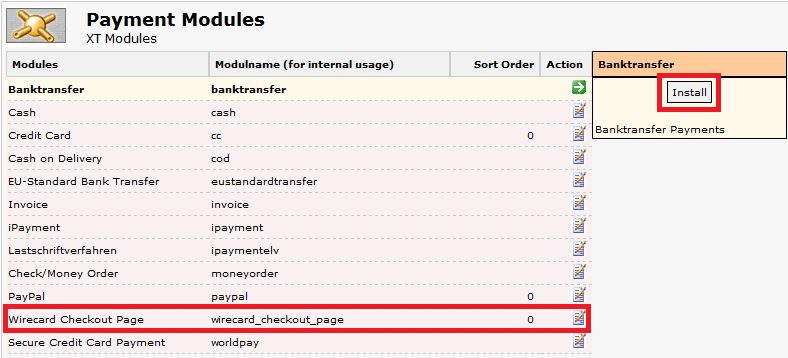 Payment Modules
XT Modules
Modules Modulname (for internal usage) Sort Order Action Banktransfer
Banktransfer banktransfer Install
Cash cash
Credit Card cc 0 Banktransfer Payments
Cash on Delivery cod
EU-Standard Bank Transfer eustandardtransfer
Invoice invoice
iPayment ipayment
Lastschriftverfahren ipaymentelv
Check/Money Order moneyorder
PayPal paypal 0
Wirecard Checkout Page wirecard_checkout_page 0
Secure Credit Card Payment worldpay